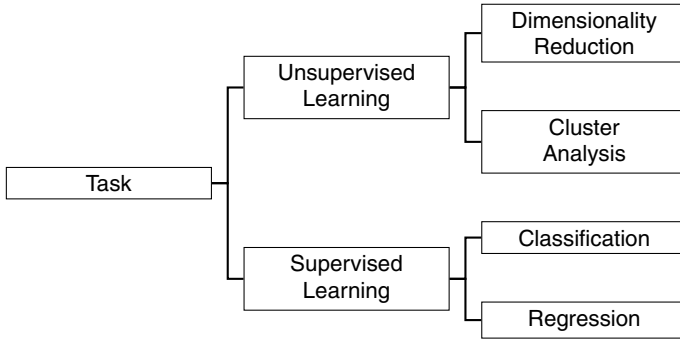 Dimensionality
Reduction
Unsupervised
Learning
Cluster
Analysis
Task
Classification
Supervised
Learning
Regression